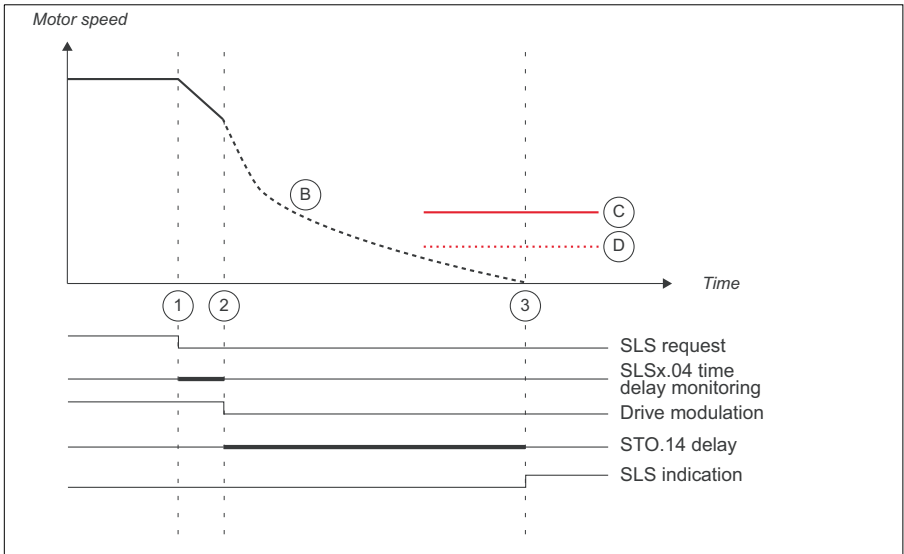 Motor speed
B
C
D
Time
1 2 3
SLS request
SLSx.04 time
delay monitoring
Drive modulation
STO.14 delay
SLS indication